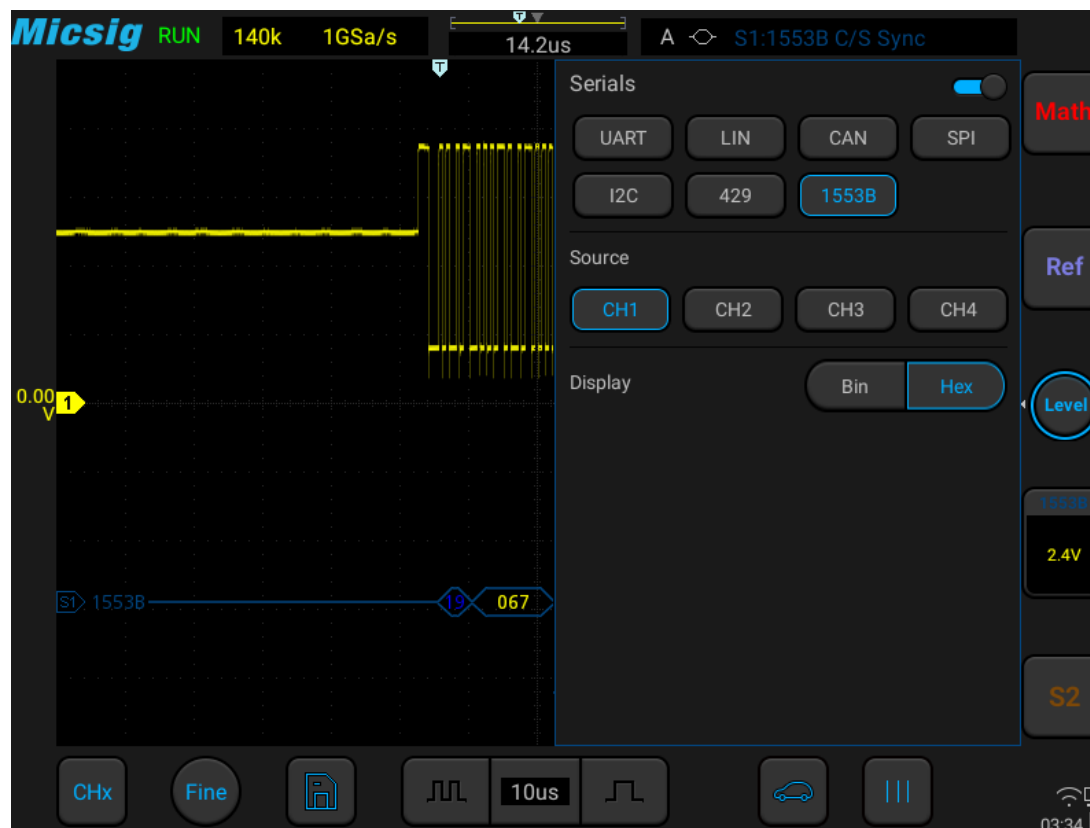 Micsig RUN 140k 1GSa/s T 14.2us A S1:1553B C/S Sync
T
Serials
Math
UART LIN CAN SPI
I2C 429 1553B
Source
Ref
CH1 CH2 CH3 CH4
Display Bin Hex
0.00 V 1
Level
1553B
2.4V
S1 1553B 19 067
S2
CHx Fine 10us
03:34